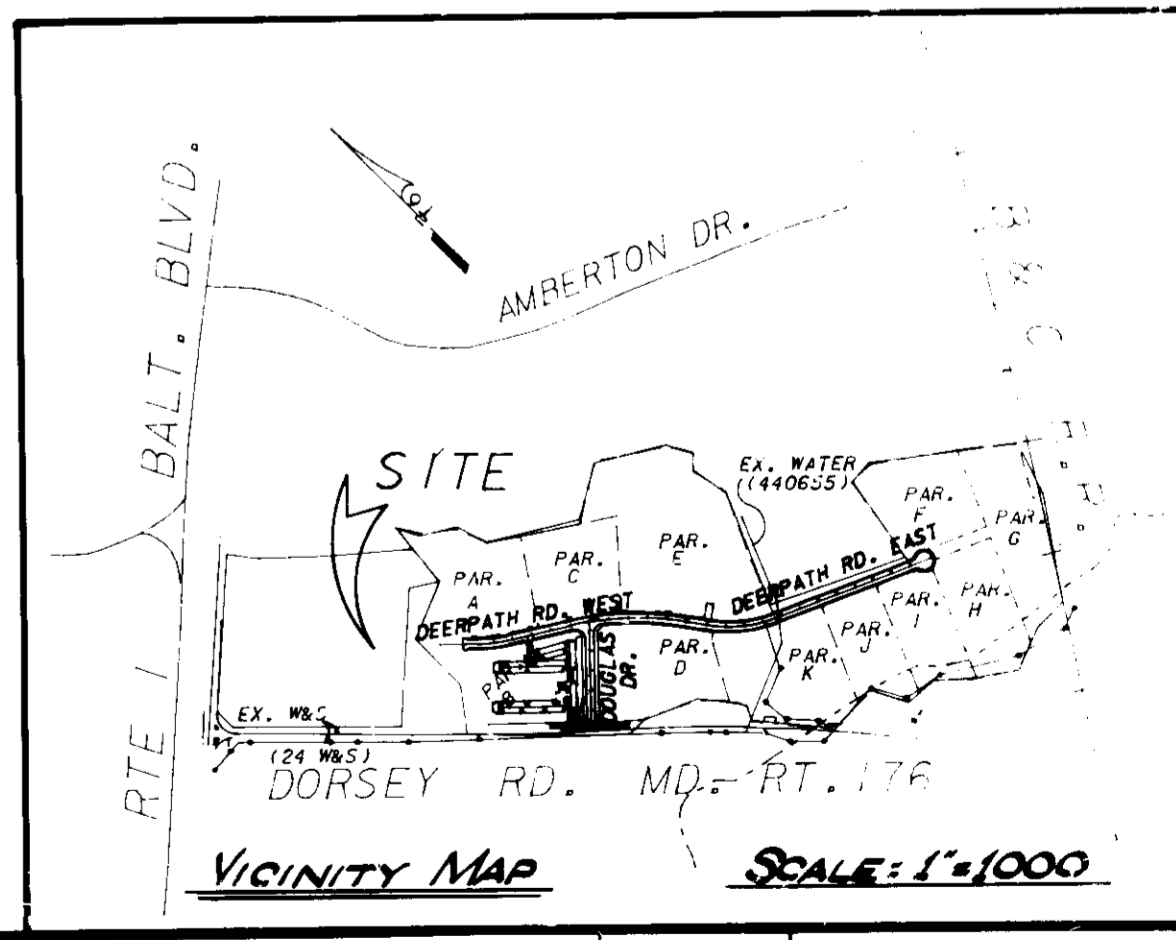 RTE 1 BALT. BLVD.
AMBERTON DR.
SITE
EX. WATER
((440655)
PAR.
A
PAR.
C
PAR.
E
PAR.
F
PAR.
G
DEERPATH RD. WEST
DEERPATH RD. EAST
PAR.
B
DOUGLAS
DR.
PAR.
D
PAR.
K
PAR.
J
PAR.
I
PAR.
H
EX. W&S
(24 W&S)
DORSEY RD. MD. RT. 176
VICINITY MAP
SCALE: 1"=1000